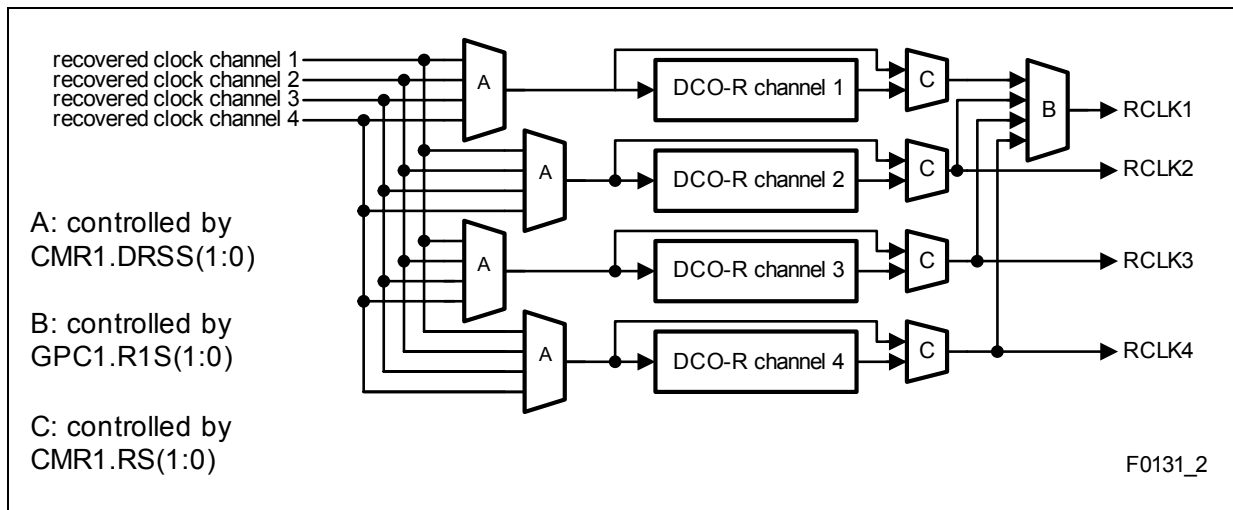 recovered clock channel 1
recovered clock channel 2
recovered clock channel 3
recovered clock channel 4
A
DCO-R channel 1
C
B
RCLK1
A
DCO-R channel 2
C
RCLK2
A: controlled by
CMR1.DRSS(1:0)
A
DCO-R channel 3
C
RCLK3
B: controlled by
GPC1.R1S(1:0)
A
DCO-R channel 4
C
RCLK4
C: controlled by
CMR1.RS(1:0)
F0131_2